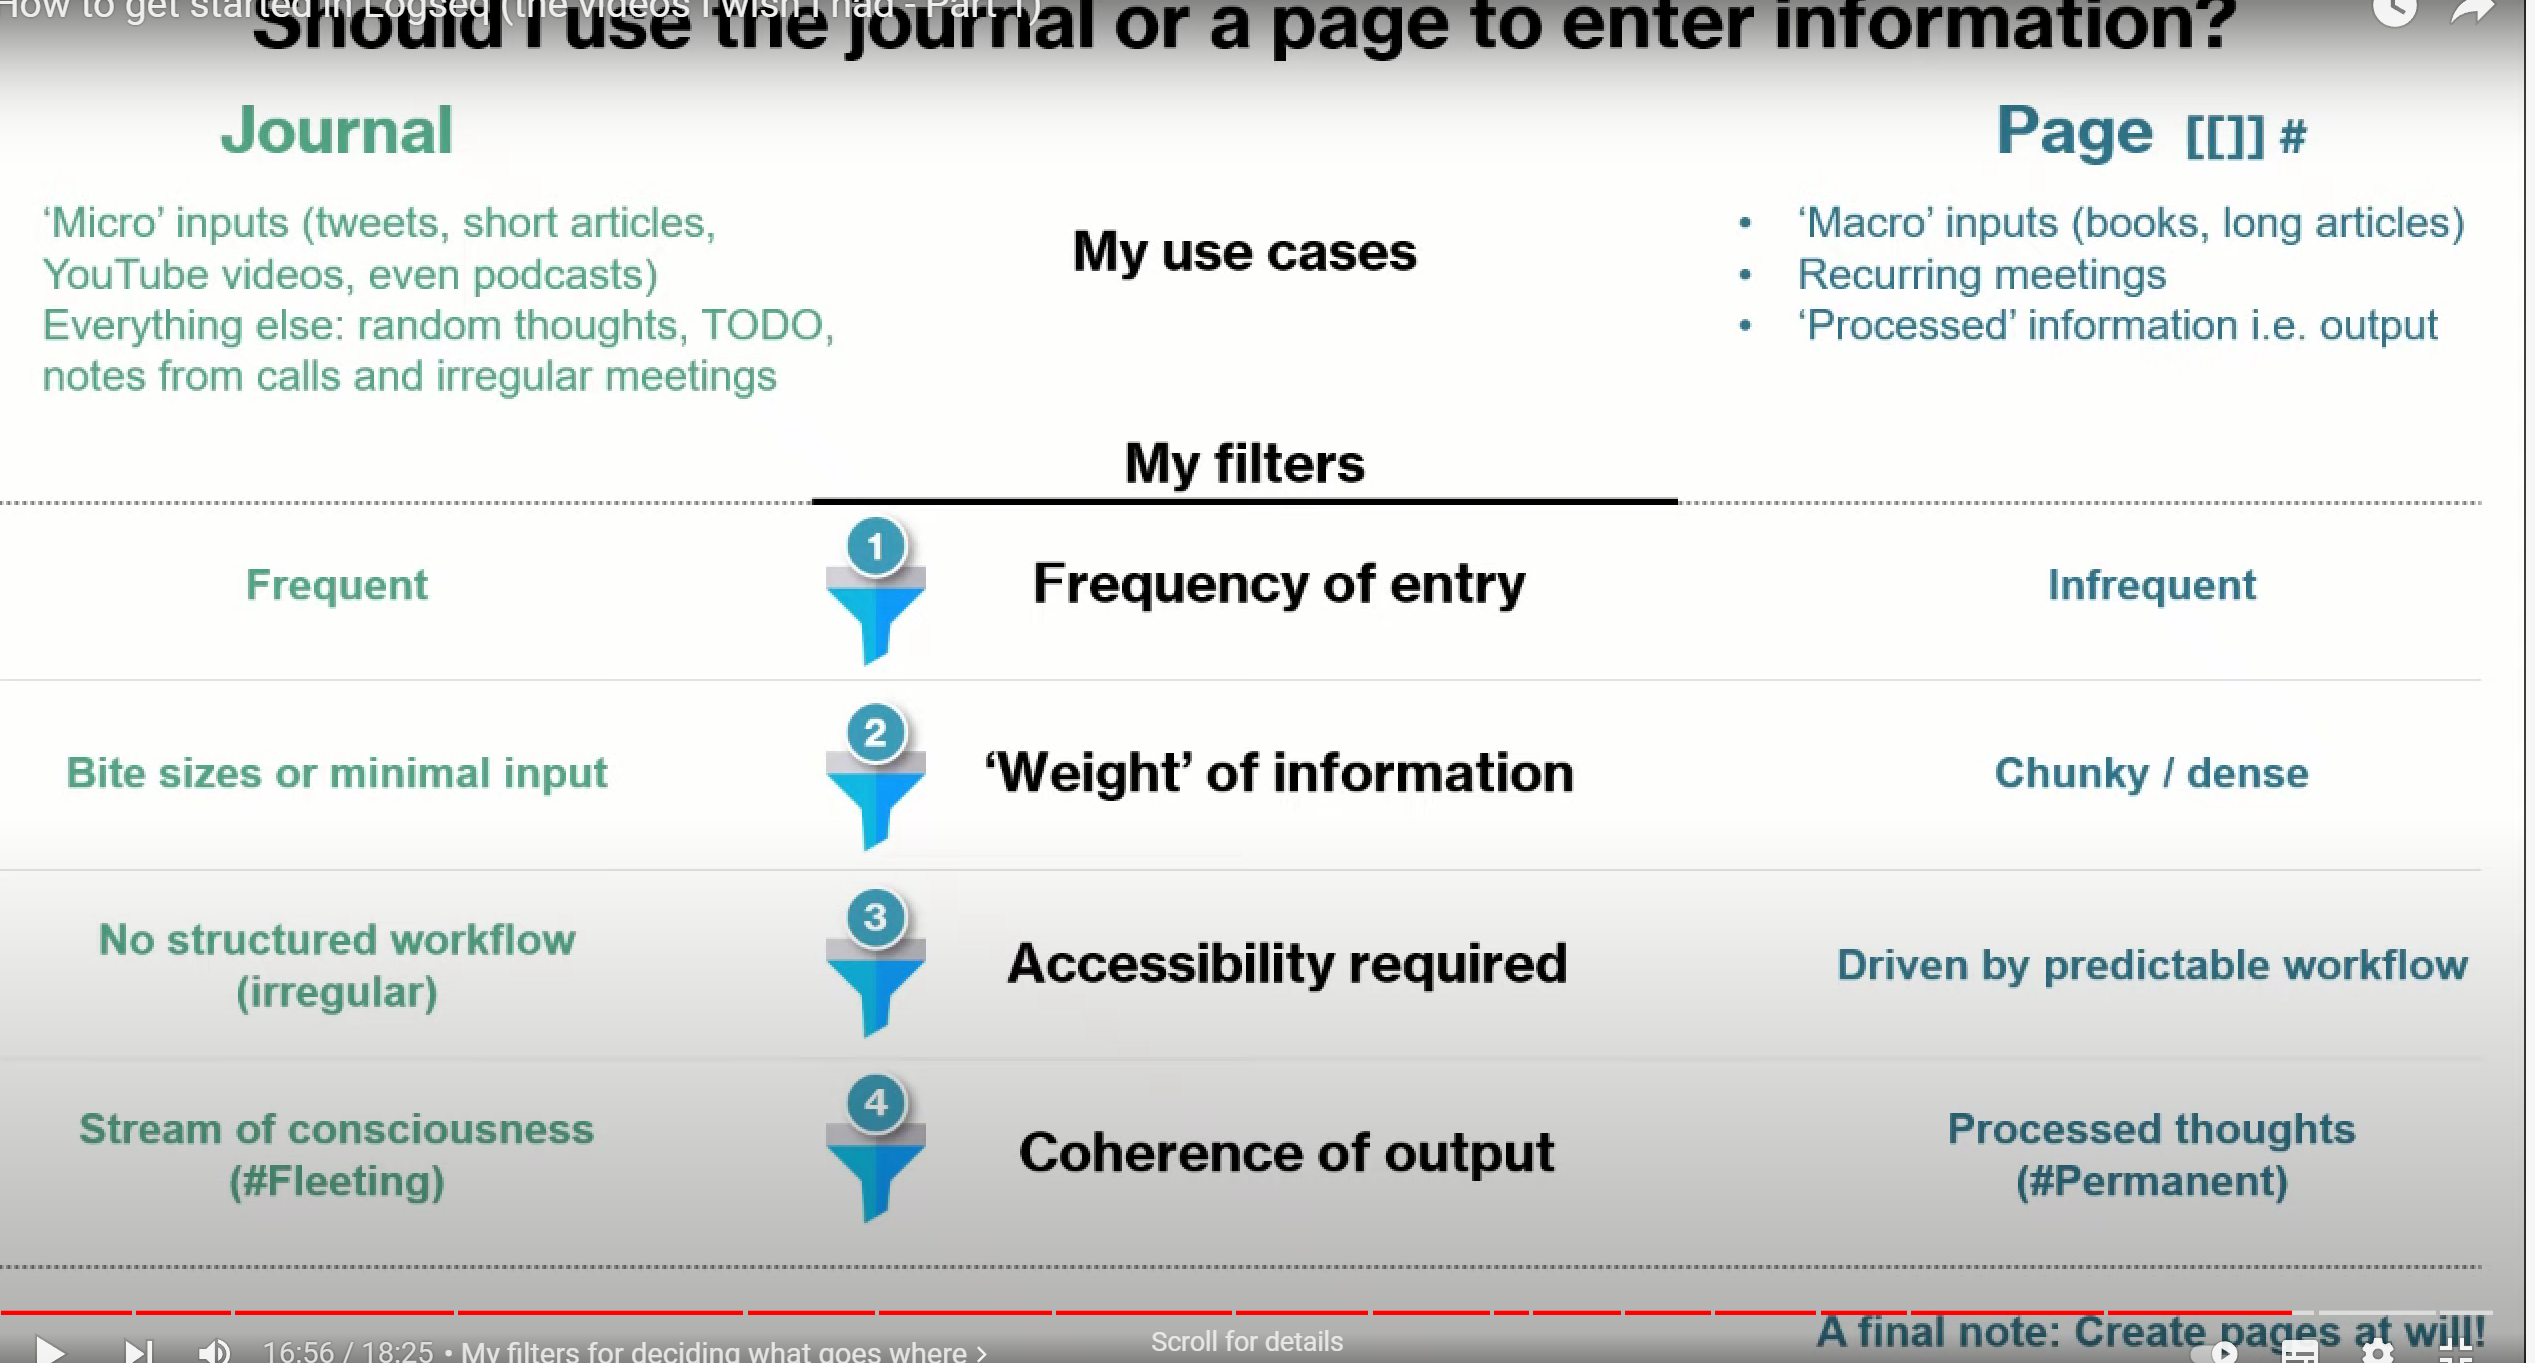 How to get started in Logseq (the videos I wish I had - Part 1)
Should I use the journal or a page to enter information?
Journal
Page [[]] #
‘Micro’ inputs (tweets, short articles,
YouTube videos, even podcasts)
Everything else: random thoughts, TODO,
notes from calls and irregular meetings
My use cases
• ‘Macro’ inputs (books, long articles)
• Recurring meetings
• ‘Processed’ information i.e. output
My filters
Frequent
1
Frequency of entry
Infrequent
Bite sizes or minimal input
2
‘Weight’ of information
Chunky / dense
No structured workflow
(irregular)
3
Accessibility required
Driven by predictable workflow
Stream of consciousness
(#Fleeting)
4
Coherence of output
Processed thoughts
(#Permanent)
A final note: Create pages at will!
16:56 / 18:25 • My filters for deciding what goes where >
Scroll for details